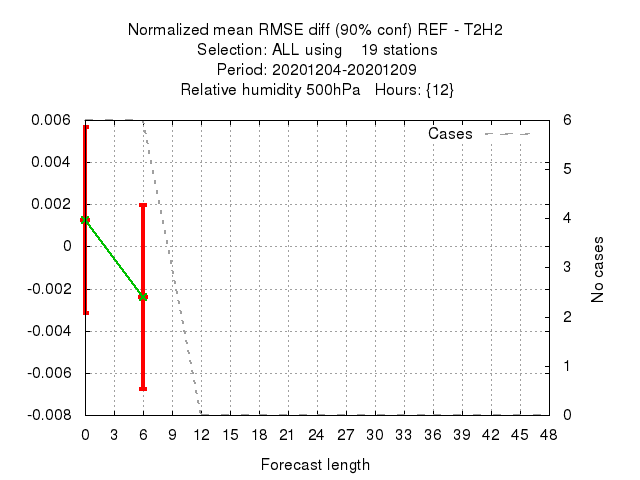 Normalized mean RMSE diff (90% conf) REF - T2H2
Selection: ALL using 19 stations
Period: 20201204-20201209
Relative humidity 500hPa Hours: {12}
Cases
0.006
0.004
0.002
0
-0.002
-0.004
-0.006
-0.008
6
5
4
3
2
1
0
No cases
0 3 6 9 12 15 18 21 24 27 30 33 36 39 42 45 48
Forecast length